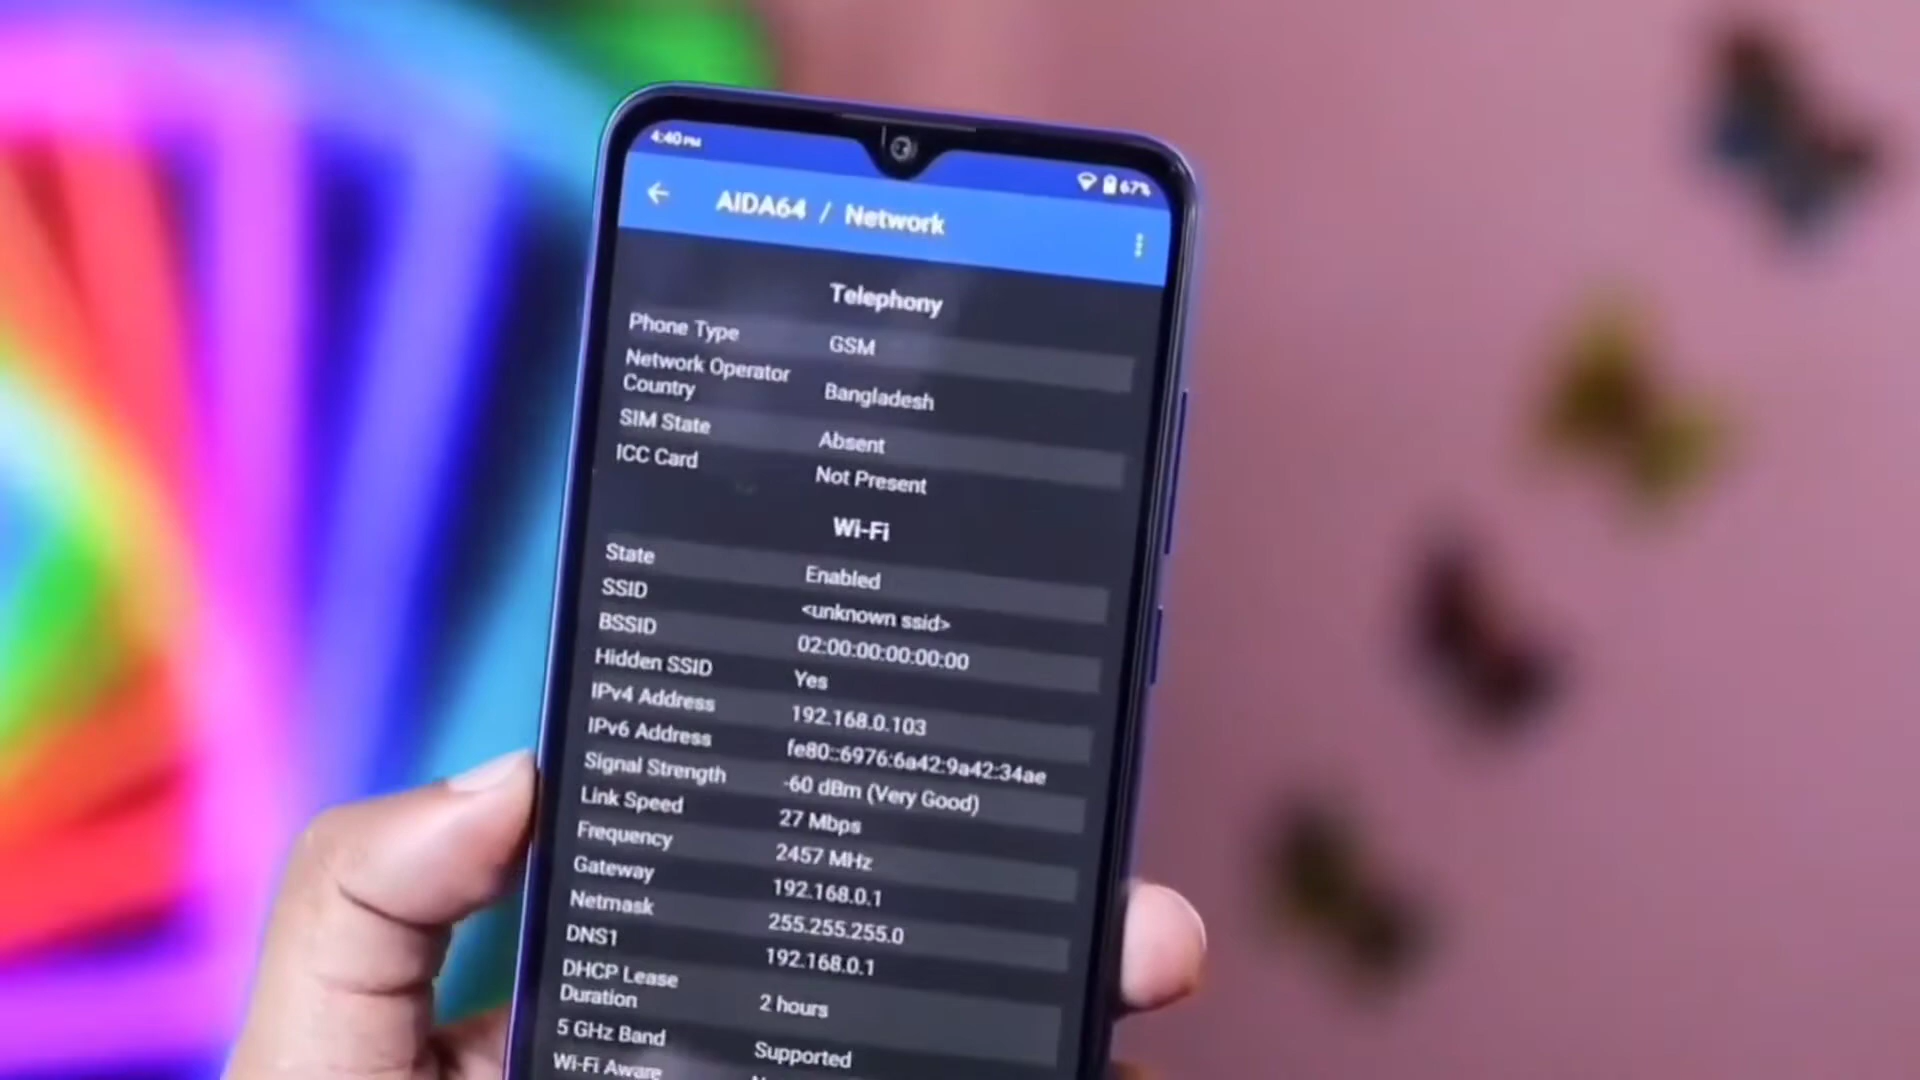 4:40 PM
67%
AIDA64 / Network
Telephony
Phone Type GSM
Network Operator Country Bangladesh
SIM State Absent
ICC Card Not Present
Wi-Fi
State Enabled
SSID <unknown ssid>
BSSID 02:00:00:00:00:00
Hidden SSID Yes
IPv4 Address 192.168.0.103
IPv6 Address fe80::6976:6a42:9a42:34ae
Signal Strength -60 dBm (Very Good)
Link Speed 27 Mbps
Frequency 2457 MHz
Gateway 192.168.0.1
Netmask 255.255.255.0
DNS1 192.168.0.1
DHCP Lease Duration 2 hours
5 GHz Band Supported
Wi-Fi Aware